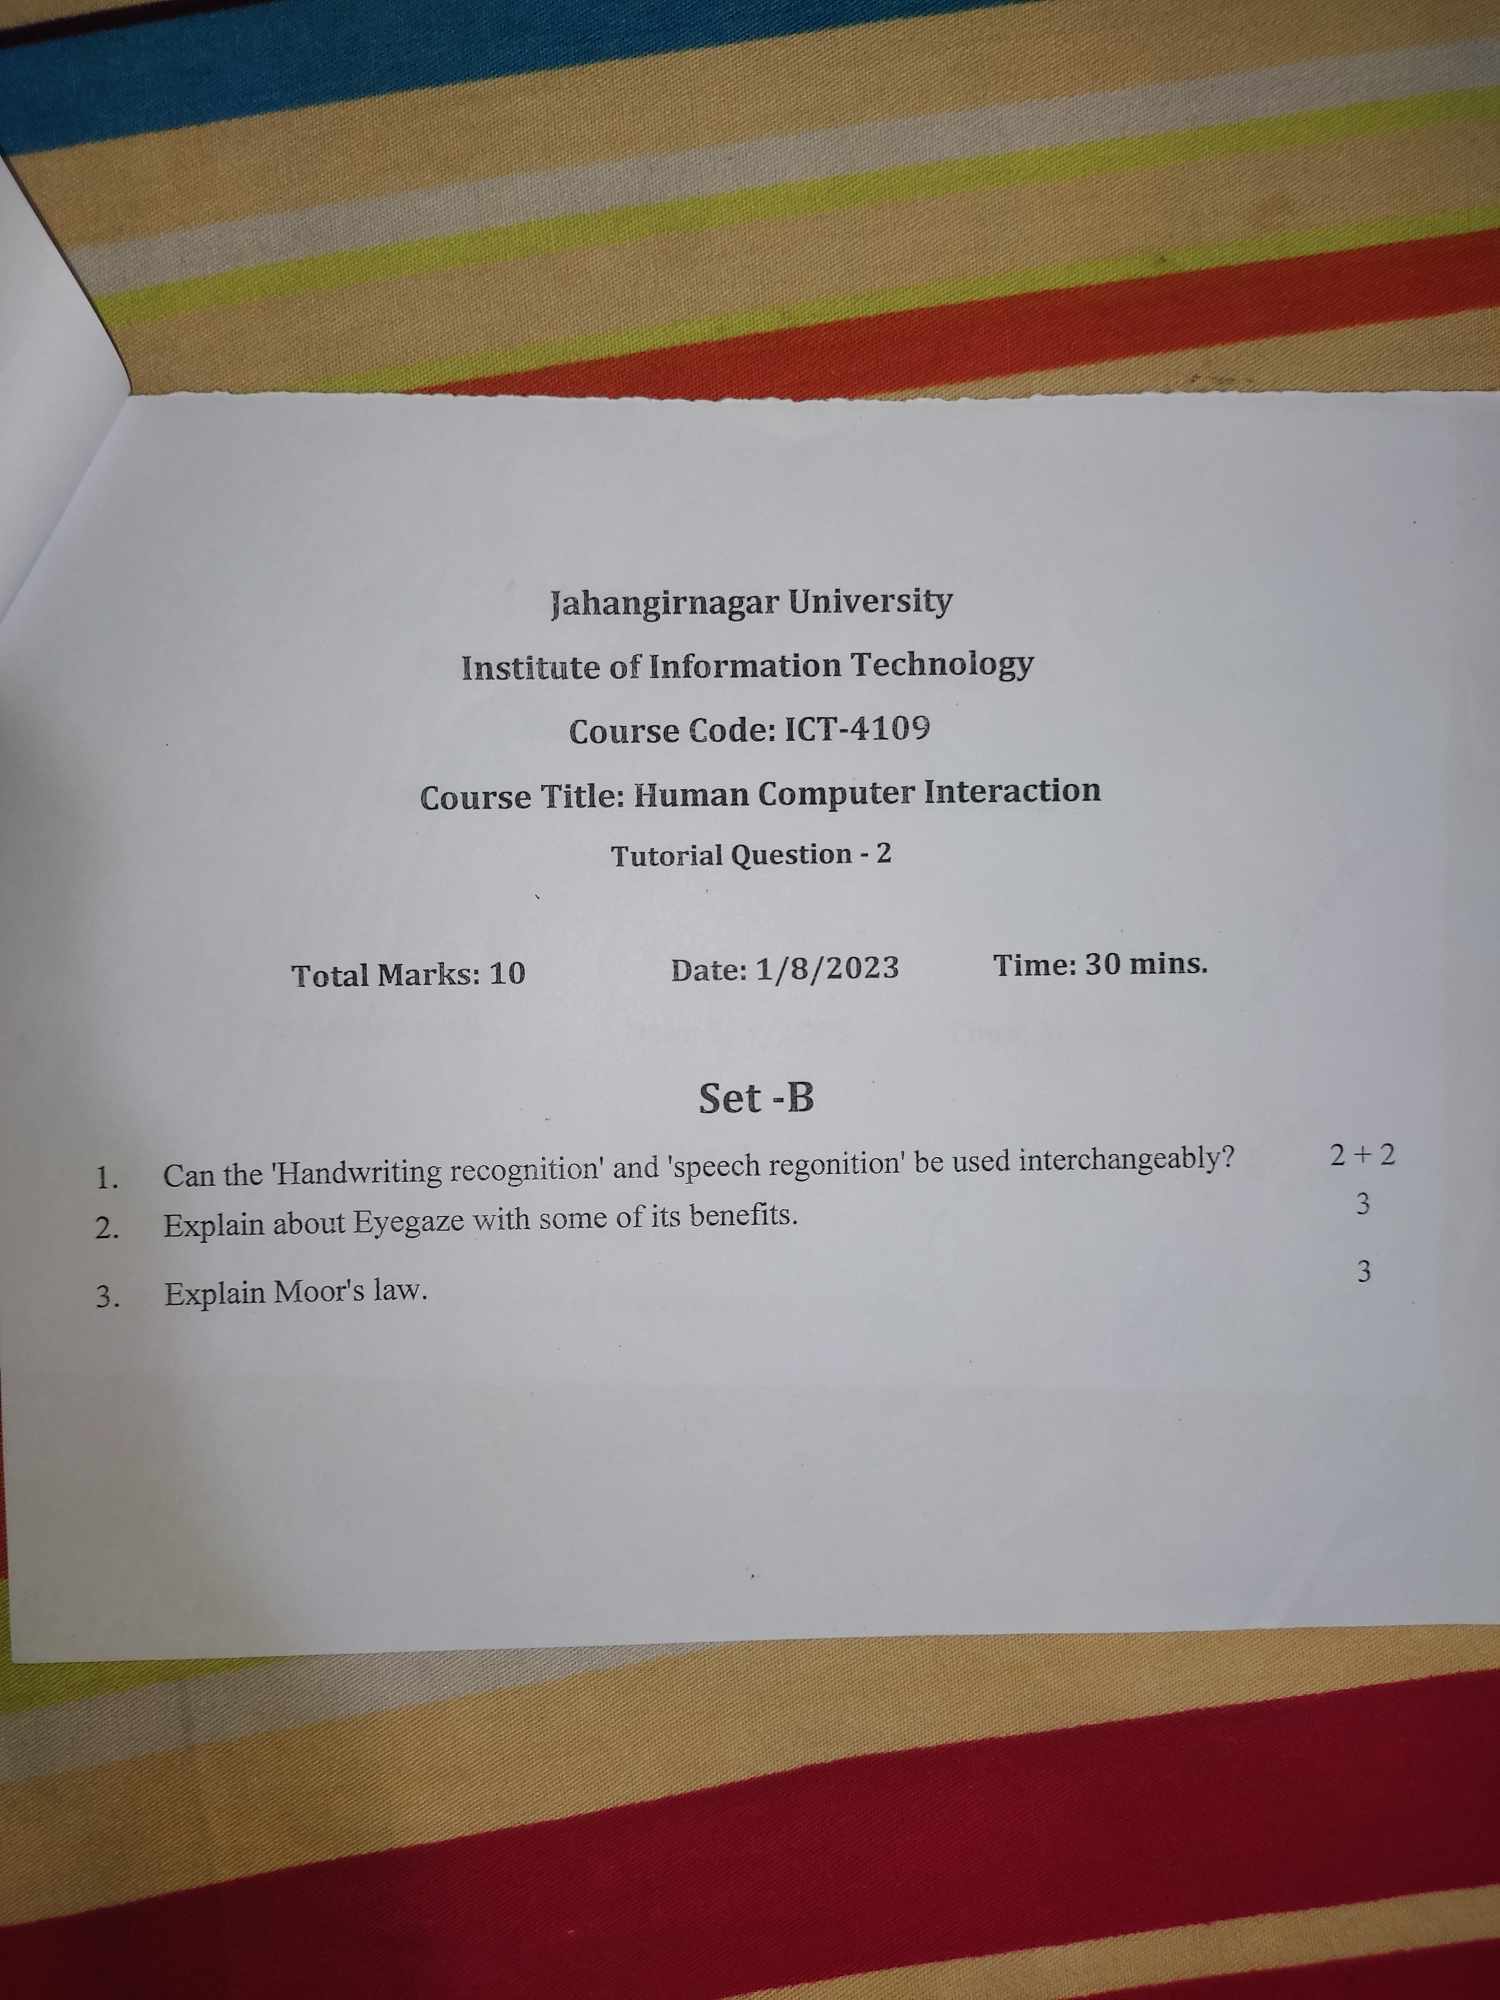 Jahangirnagar University
Institute of Information Technology
Course Code: ICT-4109
Course Title: Human Computer Interaction
Tutorial Question - 2
Total Marks: 10 Date: 1/8/2023 Time: 30 mins.
Set -B
1. Can the 'Handwriting recognition' and 'speech regonition' be used interchangeably? 2 + 2
2. Explain about Eyegaze with some of its benefits. 3
3. Explain Moor's law. 3